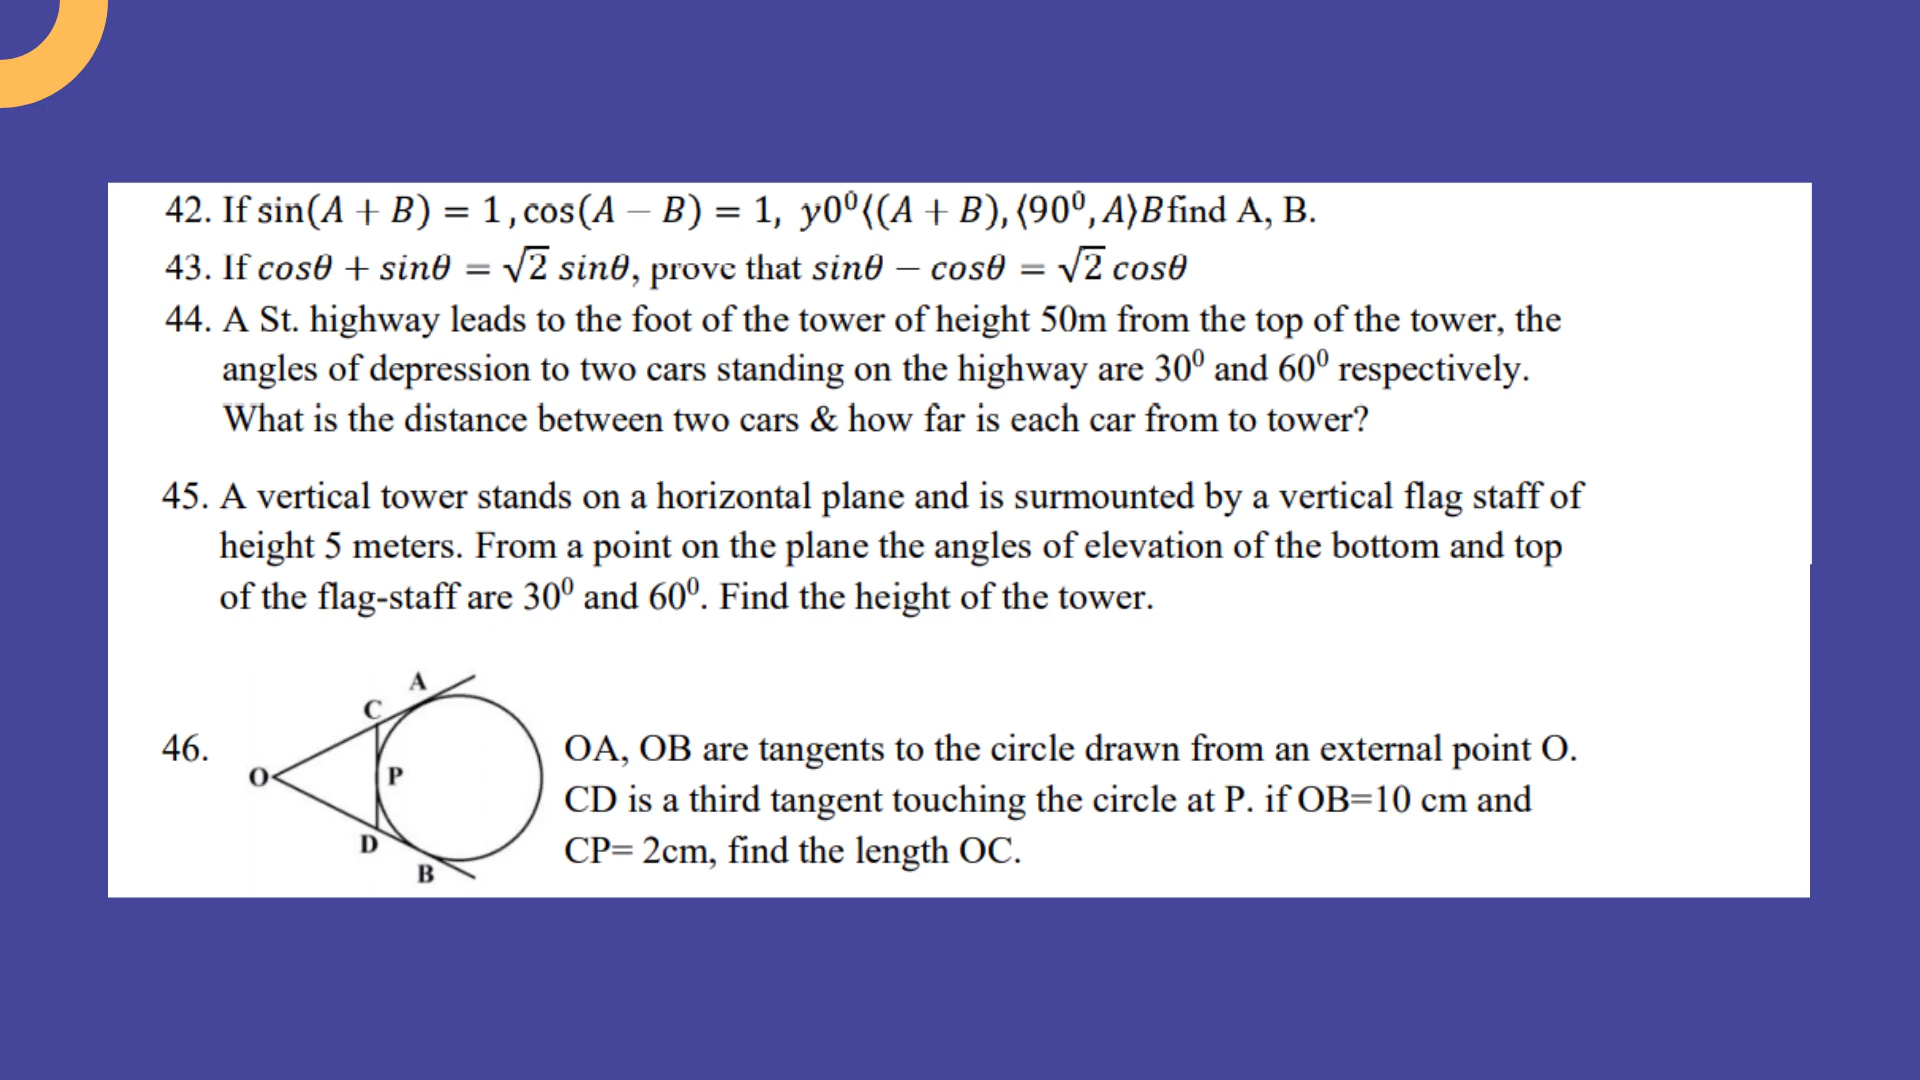 42. If sin(A + B) = 1, cos(A − B) = 1, y0⁰⟨(A + B), ⟨90⁰, A⟩B find A, B.
43. If cosθ + sinθ = √2 sinθ, prove that sinθ − cosθ = √2 cosθ
44. A St. highway leads to the foot of the tower of height 50m from the top of the tower, the
angles of depression to two cars standing on the highway are 30⁰ and 60⁰ respectively.
What is the distance between two cars & how far is each car from to tower?
45. A vertical tower stands on a horizontal plane and is surmounted by a vertical flag staff of
height 5 meters. From a point on the plane the angles of elevation of the bottom and top
of the flag-staff are 30⁰ and 60⁰. Find the height of the tower.
46.
A
C
O
P
D
B
OA, OB are tangents to the circle drawn from an external point O.
CD is a third tangent touching the circle at P. if OB=10 cm and
CP= 2cm, find the length OC.